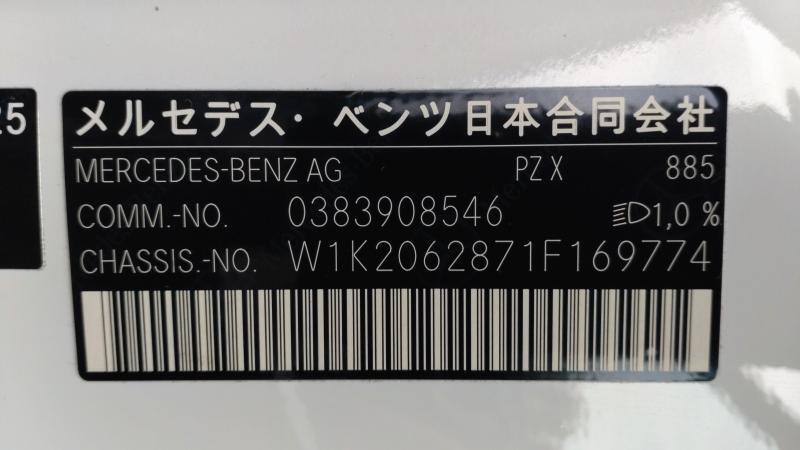 25
メルセデス・ベンツ日本合同会社
MERCEDES-BENZ AG PZ X 885
COMM.-NO. 0383908546 1,0 %
CHASSIS.-NO. W1K2062871F169774